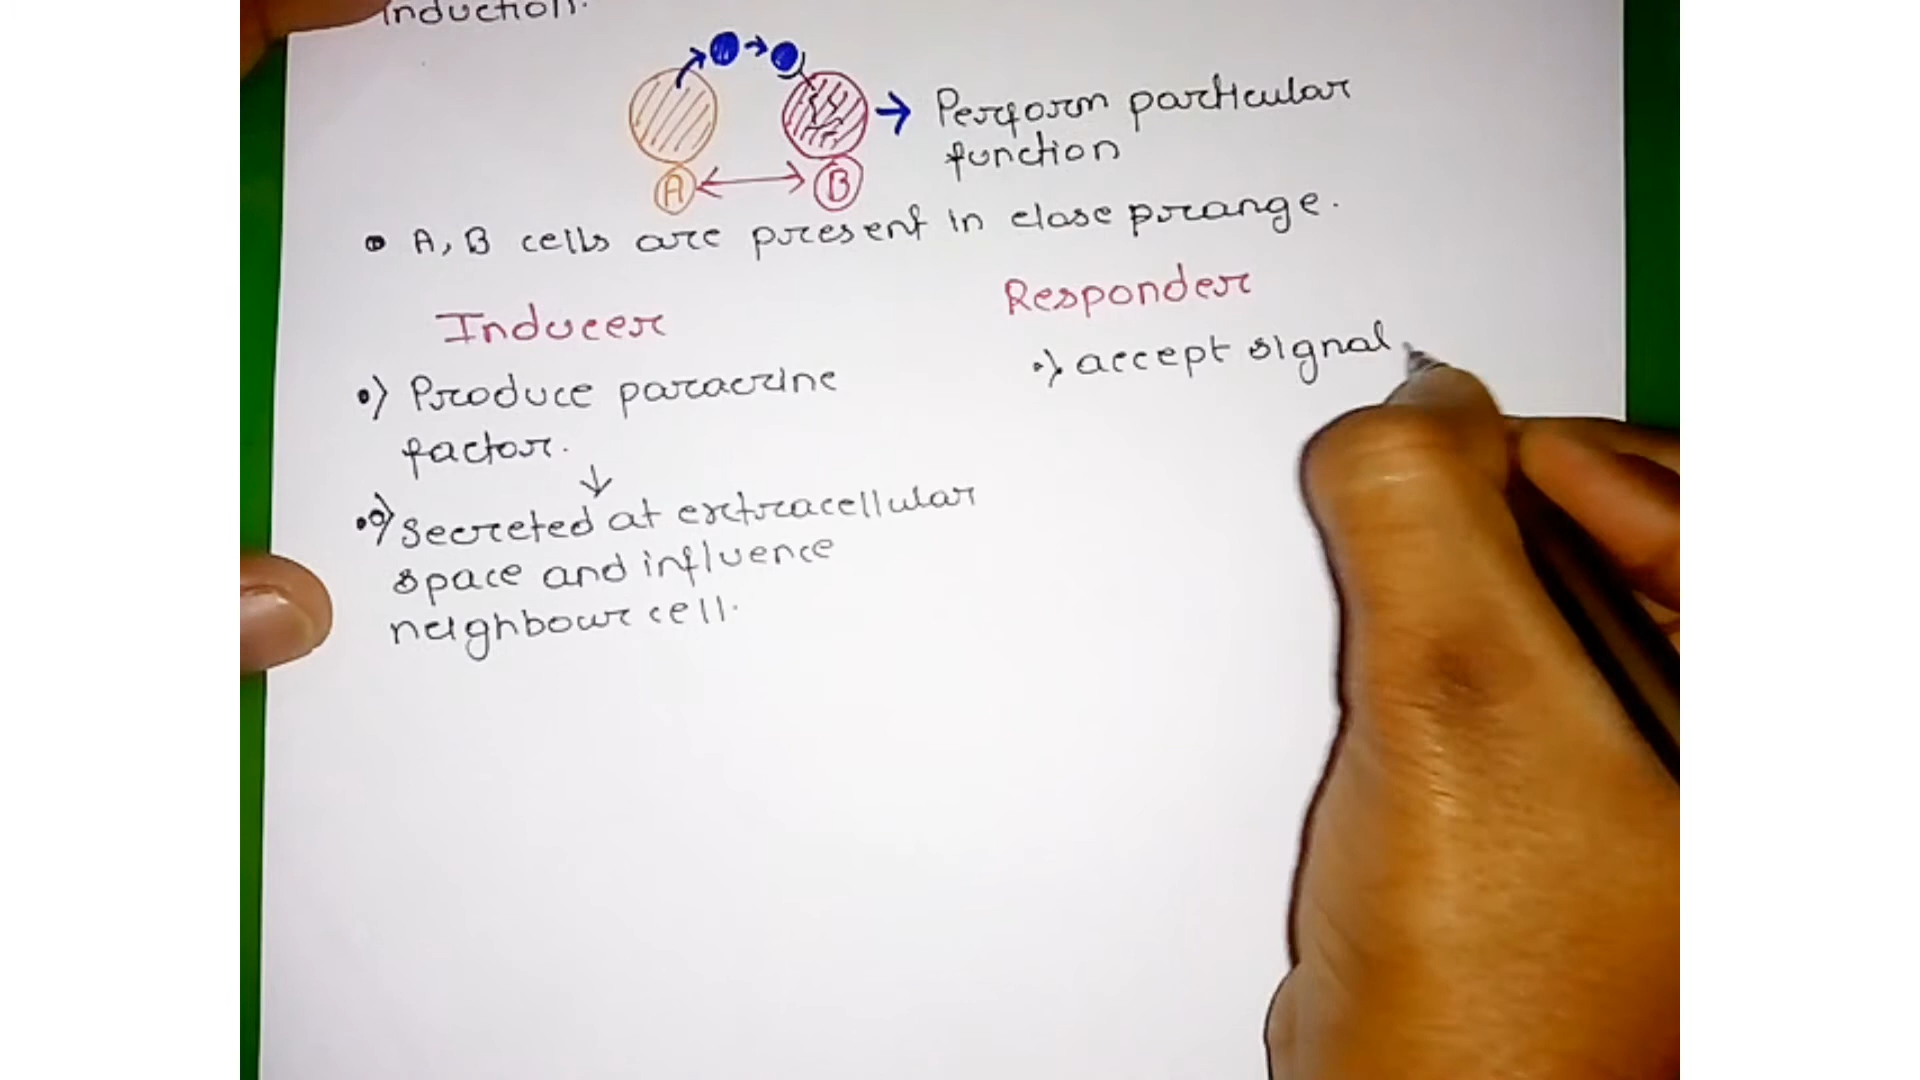 induction.
Perform particular
function
A
B
A, B cells are present in close prange.
Inducer
Responder
Produce paracrine
factor.
Secreted at extracellular
space and influence
neighbour cell.
accept signal